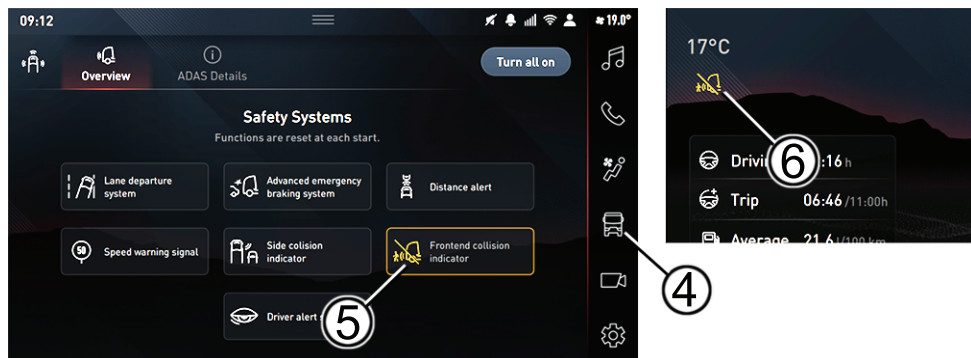 09:12
19.0°
Overview
ADAS Details
Turn all on
Safety Systems
Functions are reset at each start.
Lane departure
system
Advanced emergency
braking system
Distance alert
50
Speed warning signal
Side colision
indicator
Frontend collision
indicator
Driver alert
5
4
17°C
6
:16 h
Trip 06:46 /11:00h
Average 21.6 l/100 km